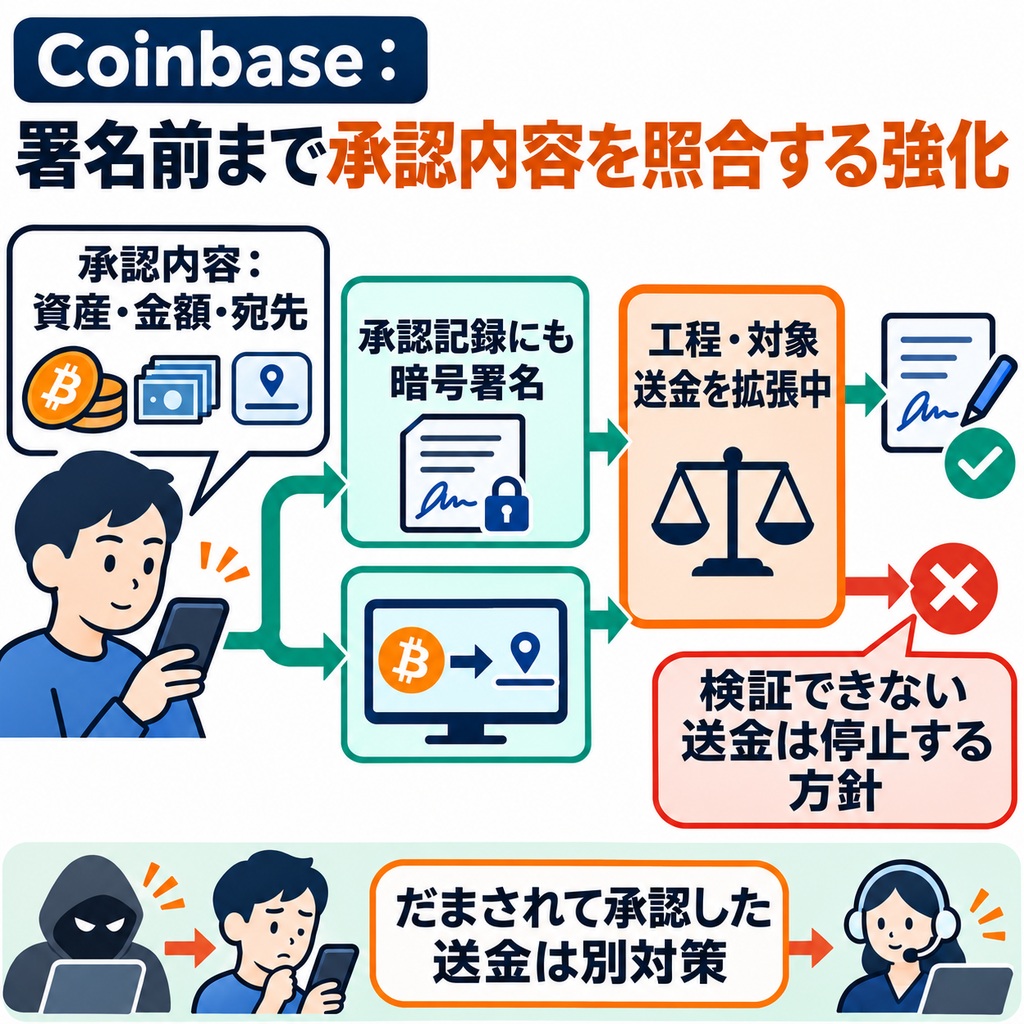 Coinbase：
署名前まで承認内容を照合する強化
承認内容：
資産・金額・宛先
承認記録にも
暗号署名
工程・対象
送金を拡張中
検証できない
送金は停止する
方針
だまされて承認した
送金は別対策